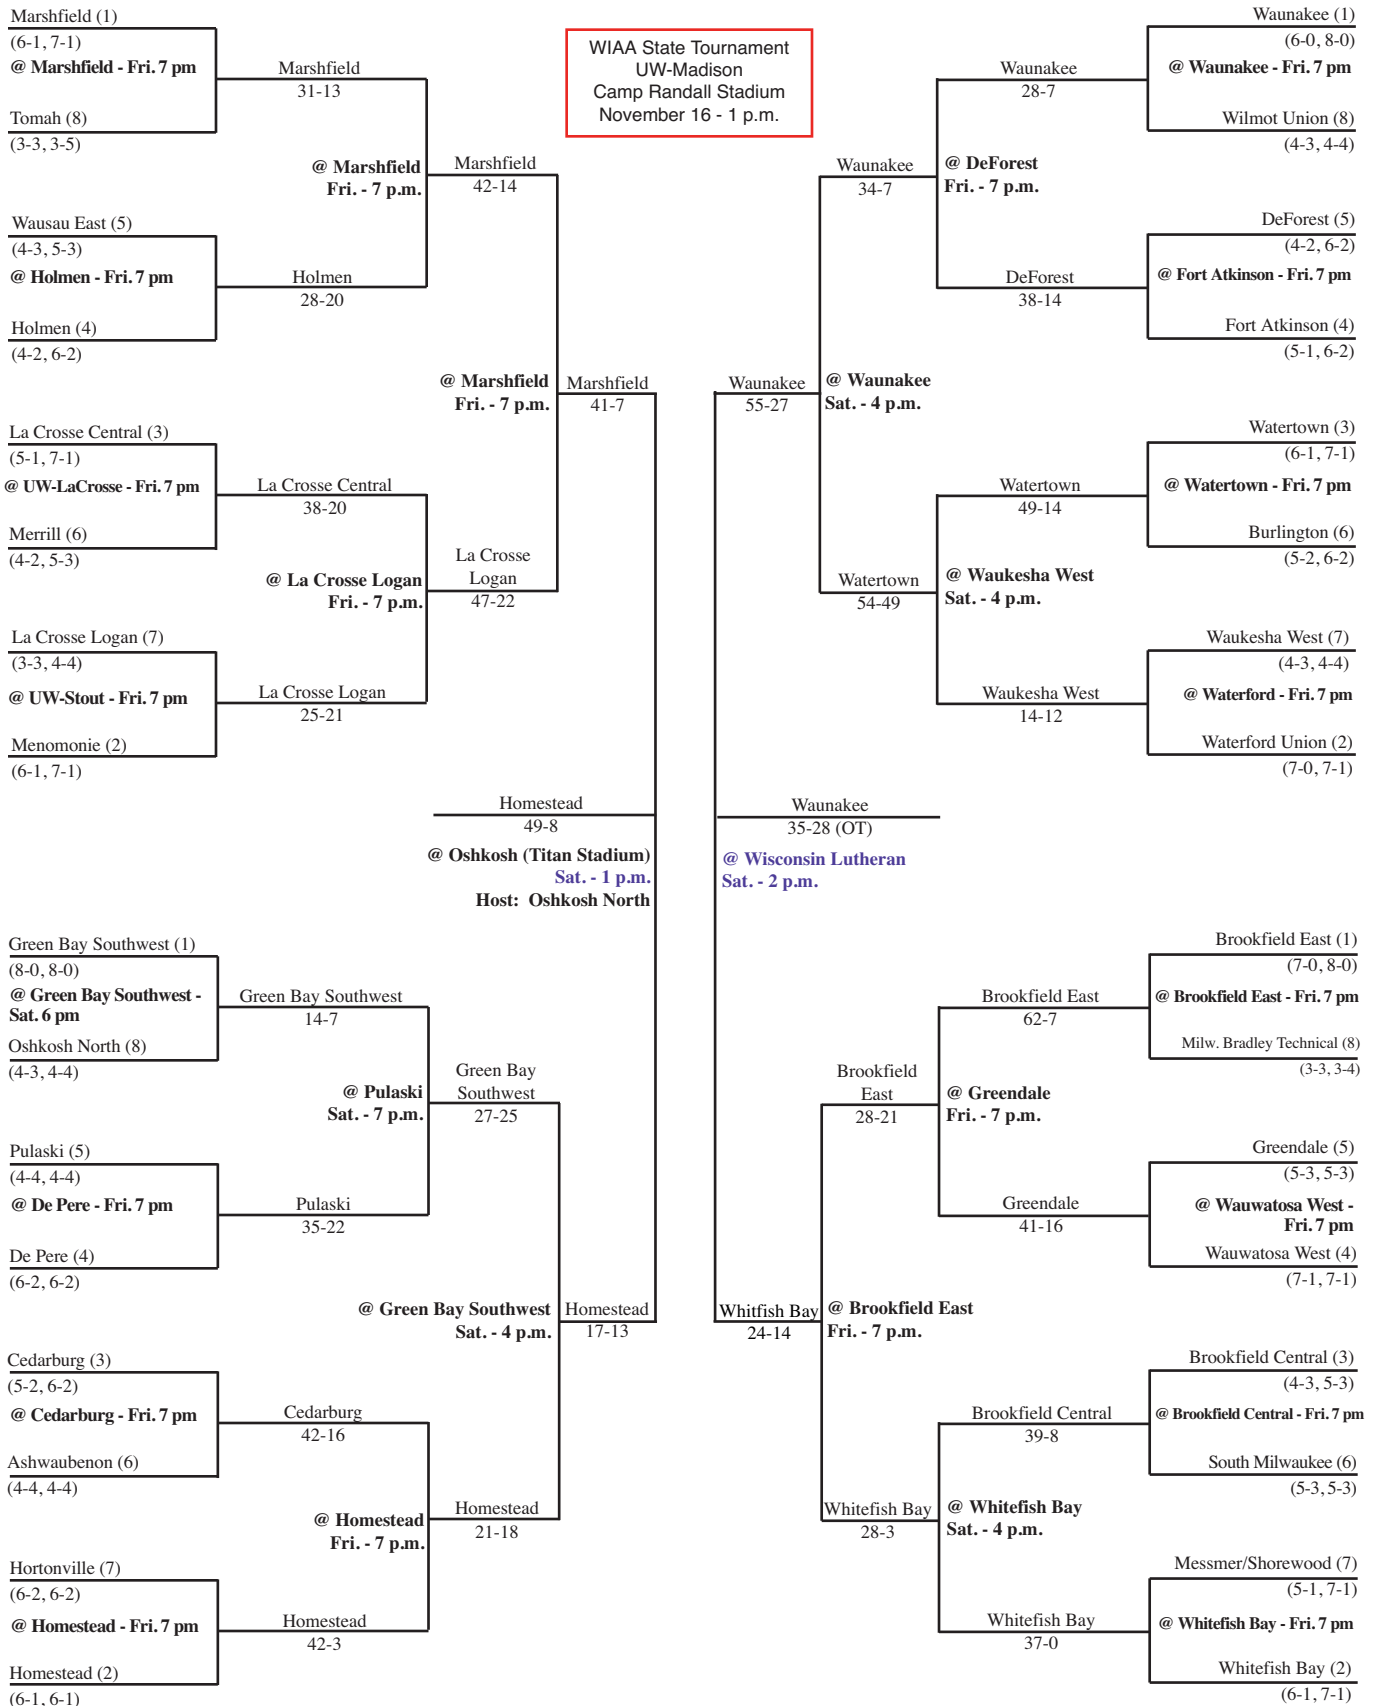 Marshfield (1)
(6-1, 7-1)
@ Marshfield - Fri. 7 pm
Tomah (8)
(3-3, 3-5)
Marshfield
31-13
Wausau East (5)
(4-3, 5-3)
@ Holmen - Fri. 7 pm
Holmen (4)
(4-2, 6-2)
Holmen
28-20
@ Marshfield
Fri. - 7 p.m.
Marshfield
42-14
La Crosse Central (3)
(5-1, 7-1)
@ UW-LaCrosse - Fri. 7 pm
Merrill (6)
(4-2, 5-3)
La Crosse Central
38-20
La Crosse Logan (7)
(3-3, 4-4)
@ UW-Stout - Fri. 7 pm
Menomonie (2)
(6-1, 7-1)
La Crosse Logan
25-21
@ La Crosse Logan
Fri. - 7 p.m.
La Crosse
Logan
47-22
@ Marshfield
Fri. - 7 p.m.
Marshfield
41-7
Homestead
49-8
@ Oshkosh (Titan Stadium)
Sat. - 1 p.m.
Host: Oshkosh North
Green Bay Southwest (1)
(8-0, 8-0)
@ Green Bay Southwest -
Sat. 6 pm
Oshkosh North (8)
(4-3, 4-4)
Green Bay Southwest
14-7
Pulaski (5)
(4-4, 4-4)
@ De Pere - Fri. 7 pm
De Pere (4)
(6-2, 6-2)
Pulaski
35-22
@ Pulaski
Sat. - 7 p.m.
Green Bay
Southwest
27-25
Cedarburg (3)
(5-2, 6-2)
@ Cedarburg - Fri. 7 pm
Ashwaubenon (6)
(4-4, 4-4)
Cedarburg
42-16
Hortonville (7)
(6-2, 6-2)
@ Homestead - Fri. 7 pm
Homestead (2)
(6-1, 6-1)
Homestead
42-3
@ Homestead
Fri. - 7 p.m.
Homestead
21-18
@ Green Bay Southwest
Sat. - 4 p.m.
Homestead
17-13
WIAA State Tournament
UW-Madison
Camp Randall Stadium
November 16 - 1 p.m.
Waunakee (1)
(6-0, 8-0)
@ Waunakee - Fri. 7 pm
Wilmot Union (8)
(4-3, 4-4)
Waunakee
28-7
DeForest (5)
(4-2, 6-2)
@ Fort Atkinson - Fri. 7 pm
Fort Atkinson (4)
(5-1, 6-2)
DeForest
38-14
@ DeForest
Fri. - 7 p.m.
Waunakee
34-7
Watertown (3)
(6-1, 7-1)
@ Watertown - Fri. 7 pm
Burlington (6)
(5-2, 6-2)
Watertown
49-14
Waukesha West (7)
(4-3, 4-4)
@ Waterford - Fri. 7 pm
Waterford Union (2)
(7-0, 7-1)
Waukesha West
14-12
@ Waukesha West
Sat. - 4 p.m.
Watertown
54-49
@ Waunakee
Sat. - 4 p.m.
Waunakee
55-27
Waunakee
35-28 (OT)
@ Wisconsin Lutheran
Sat. - 2 p.m.
Brookfield East (1)
(7-0, 8-0)
@ Brookfield East - Fri. 7 pm
Milw. Bradley Technical (8)
(3-3, 3-4)
Brookfield East
62-7
Greendale (5)
(5-3, 5-3)
@ Wauwatosa West -
Fri. 7 pm
Wauwatosa West (4)
(7-1, 7-1)
Greendale
41-16
@ Greendale
Fri. - 7 p.m.
Brookfield
East
28-21
Brookfield Central (3)
(4-3, 5-3)
@ Brookfield Central - Fri. 7 pm
South Milwaukee (6)
(5-3, 5-3)
Brookfield Central
39-8
Messmer/Shorewood (7)
(5-1, 7-1)
@ Whitefish Bay - Fri. 7 pm
Whitefish Bay (2)
(6-1, 7-1)
Whitefish Bay
37-0
@ Whitefish Bay
Sat. - 4 p.m.
Whitefish Bay
28-3
@ Brookfield East
Fri. - 7 p.m.
Whitfish Bay
24-14